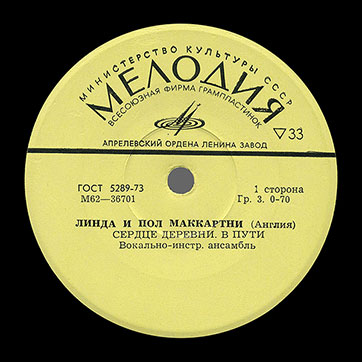 МИНИСТЕРСТВО КУЛЬТУРЫ СССР
МЕЛОДИЯ
ВСЕСОЮЗНАЯ ФИРМА ГРАМПЛАСТИНОК
▽33
АПРЕЛЕВСКИЙ ОРДЕНА ЛЕНИНА ЗАВОД
ГОСТ 5289-73 1 сторона
М62—36701 Гр. 3. 0-70
ЛИНДА И ПОЛ МАККАРТНИ (Англия)
СЕРДЦЕ ДЕРЕВНИ. В ПУТИ
Вокально-инстр. ансамбль